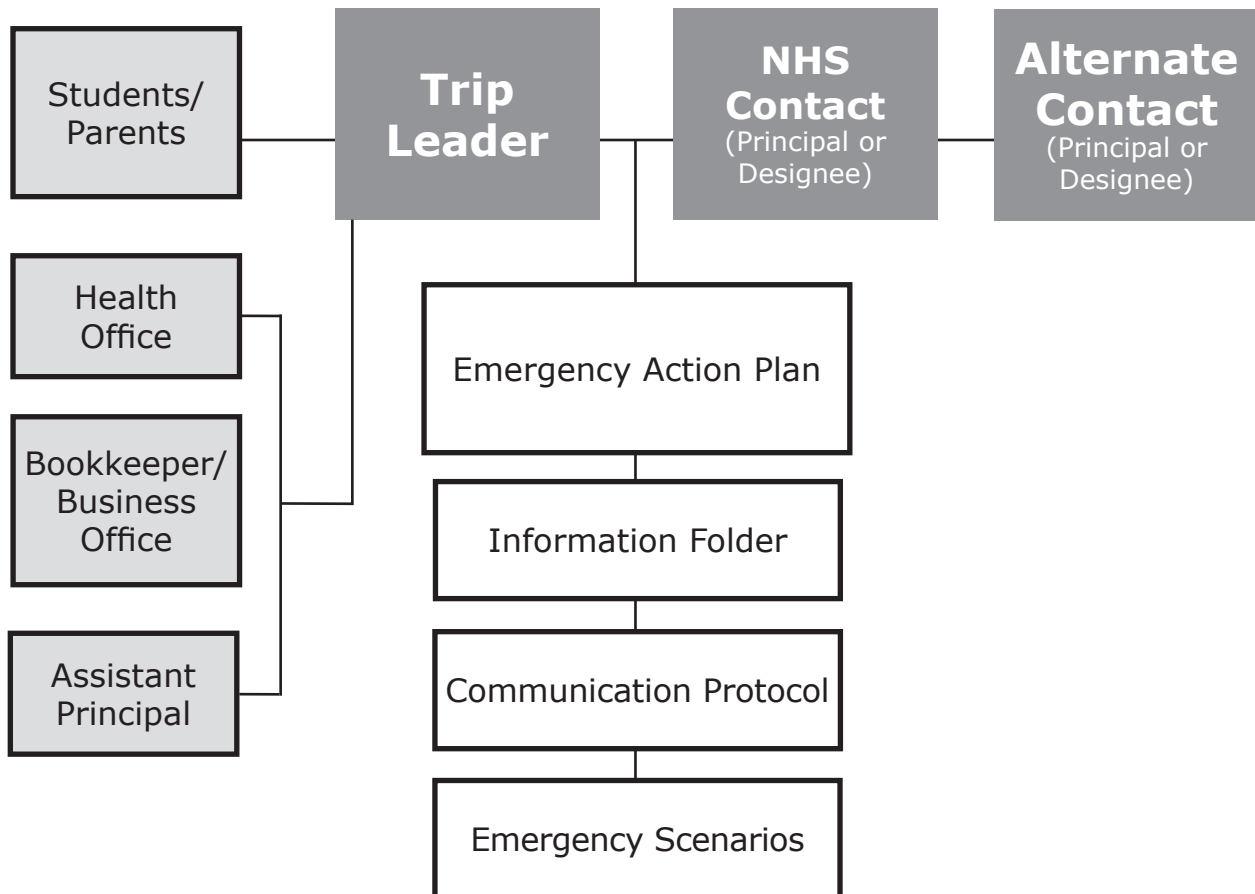 Students/
Parents
Trip
Leader
NHS
Contact
(Principal or
Designee)
Alternate
Contact
(Principal or
Designee)
Health
Office
Bookkeeper/
Business
Office
Assistant
Principal
Emergency Action Plan
Information Folder
Communication Protocol
Emergency Scenarios